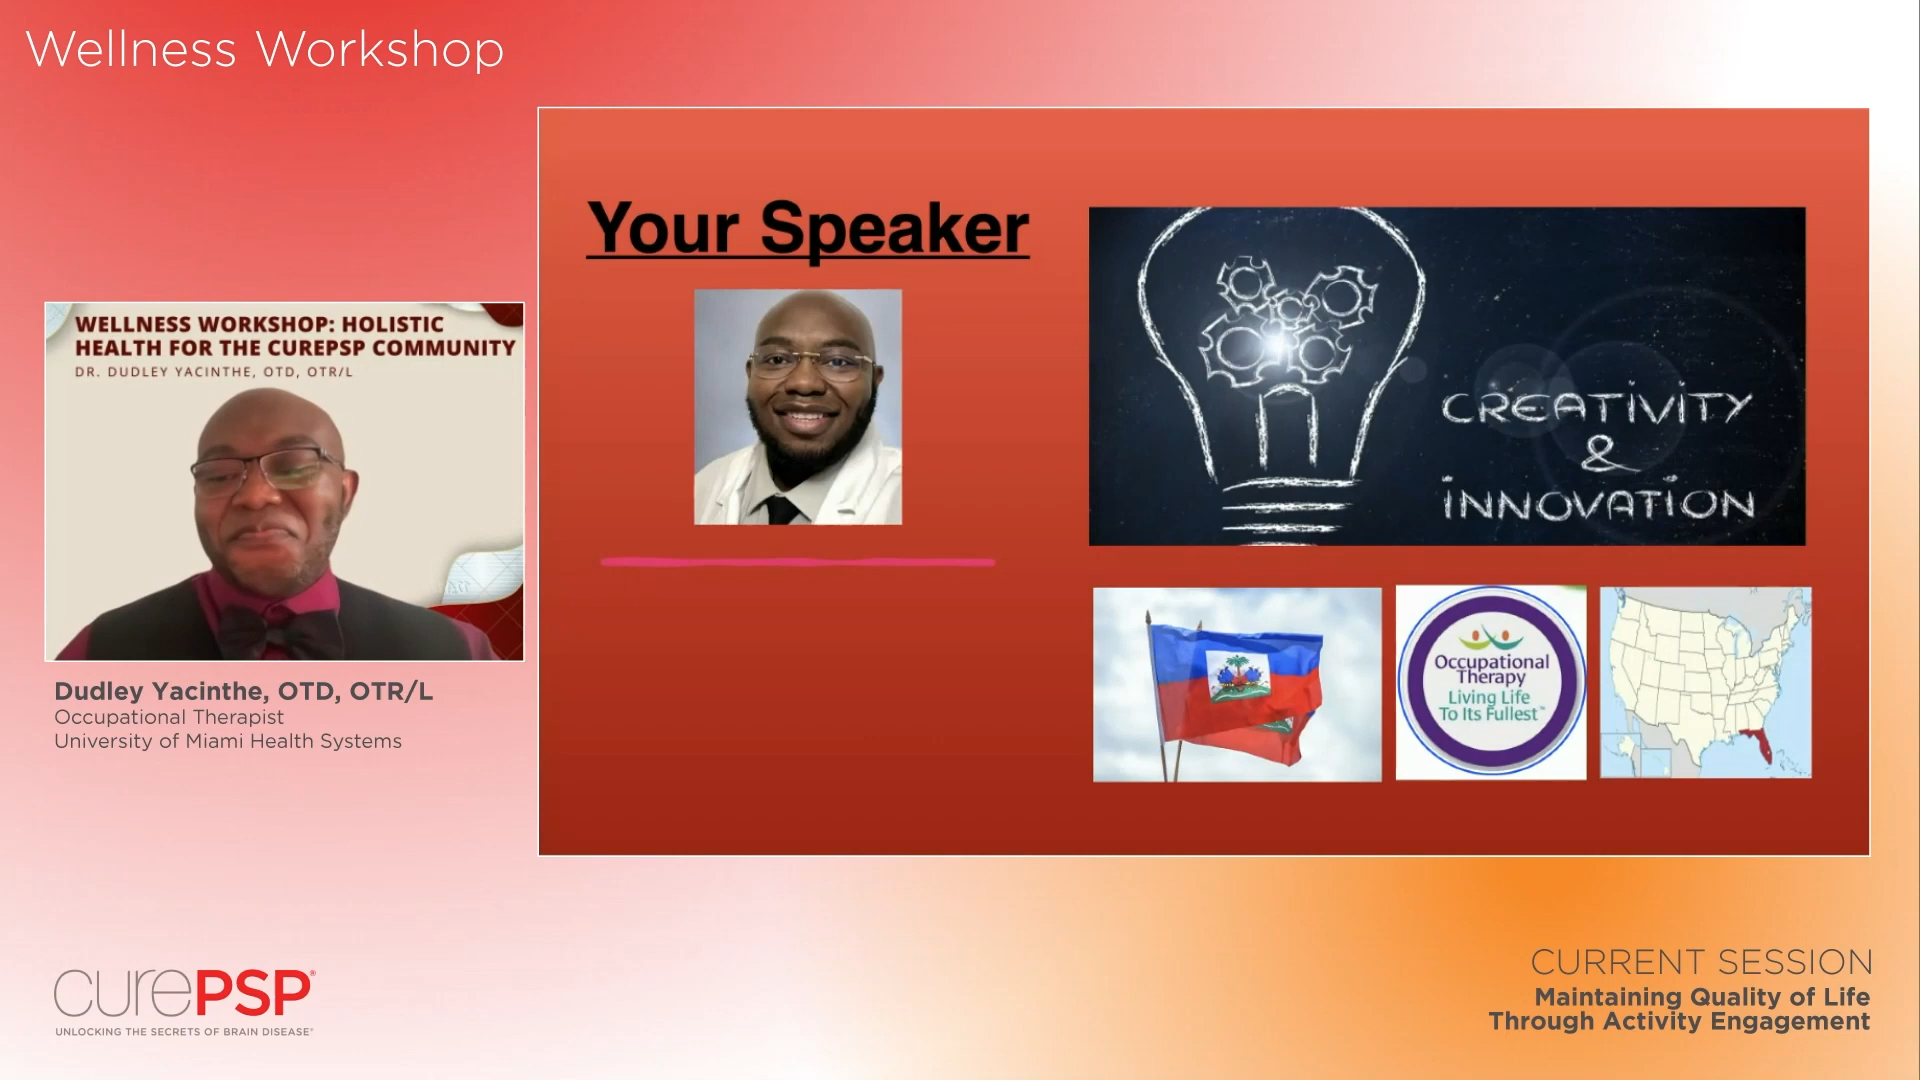 Wellness Workshop
WELLNESS WORKSHOP: HOLISTIC
HEALTH FOR THE CUREPSP COMMUNITY
DR. DUDLEY YACINTHE, OTD, OTR/L
Dudley Yacinthe, OTD, OTR/L
Occupational Therapist
University of Miami Health Systems
Your Speaker
CREATIVITY
&
INNOVATION
Occupational
Therapy
Living Life
To Its Fullest™
curePSP®
UNLOCKING THE SECRETS OF BRAIN DISEASE®
CURRENT SESSION
Maintaining Quality of Life
Through Activity Engagement